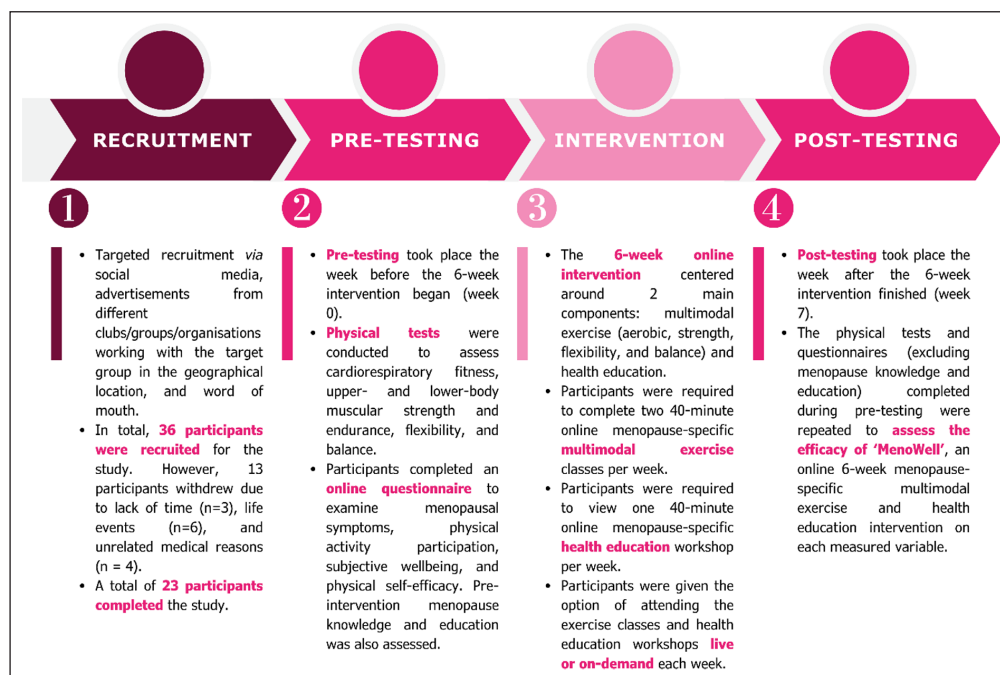 RECRUITMENT
PRE-TESTING
INTERVENTION
POST-TESTING
1
• Targeted recruitment via
social media,
advertisements from
different
clubs/groups/organisations
working with the target
group in the geographical
location, and word of
mouth.
• In total, 36 participants
were recruited for the
study. However, 13
participants withdrew due
to lack of time (n=3), life
events (n=6), and
unrelated medical reasons
(n = 4).
• A total of 23 participants
completed the study.
2
• Pre-testing took place the
week before the 6-week
intervention began (week
0).
• Physical tests were
conducted to assess
cardiorespiratory fitness,
upper- and lower-body
muscular strength and
endurance, flexibility, and
balance.
• Participants completed an
online questionnaire to
examine menopausal
symptoms, physical
activity participation,
subjective wellbeing, and
physical self-efficacy. Pre-
intervention menopause
knowledge and education
was also assessed.
3
• The 6-week online
intervention centered
around 2 main
components: multimodal
exercise (aerobic, strength,
flexibility, and balance) and
health education.
• Participants were required
to complete two 40-minute
online menopause-specific
multimodal exercise
classes per week.
• Participants were required
to view one 40-minute
online menopause-specific
health education workshop
per week.
• Participants were given the
option of attending the
exercise classes and health
education workshops live
or on-demand each week.
4
• Post-testing took place the
week after the 6-week
intervention finished (week
7).
• The physical tests and
questionnaires (excluding
menopause knowledge and
education) completed
during pre-testing were
repeated to assess the
efficacy of ‘MenoWell’, an
online 6-week menopause-
specific multimodal
exercise and health
education intervention on
each measured variable.